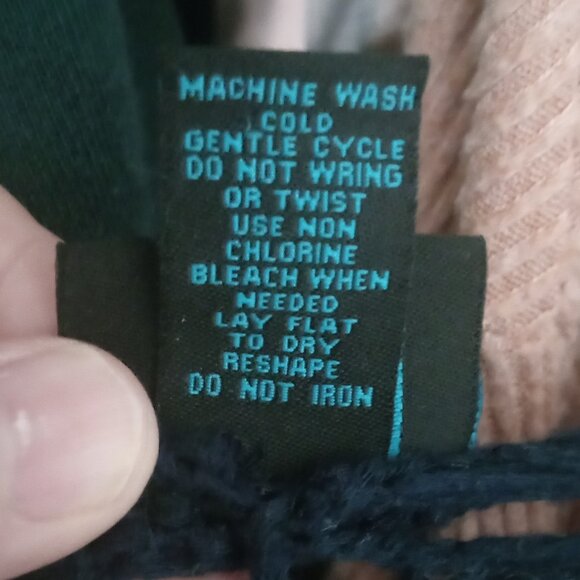 MACHINE WASH
COLD
GENTLE CYCLE
DO NOT WRING
OR TWIST
USE NON
CHLORINE
BLEACH WHEN
NEEDED
LAY FLAT
TO DRY
RESHAPE
DO NOT IRON